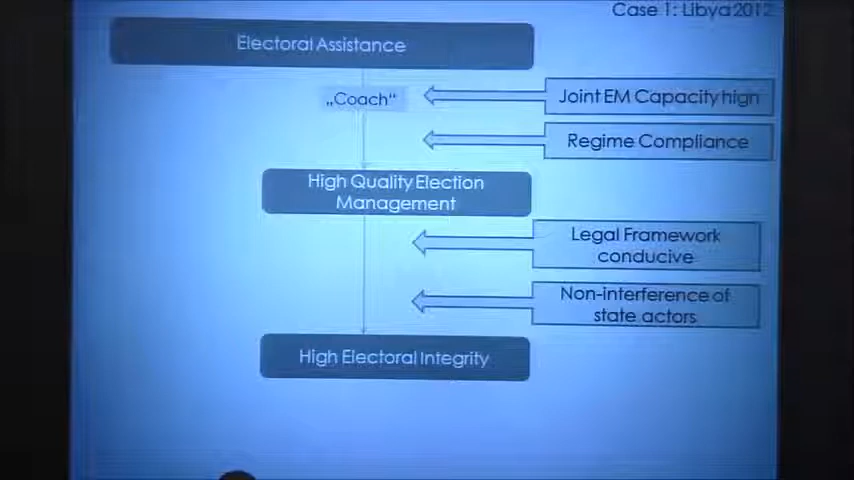 Case 1: Libya 2012
Electoral Assistance
„Coach“
Joint EM Capacity high
Regime Compliance
High Quality Election
Management
Legal Framework
conducive
Non-interference of
state actors
High Electoral Integrity